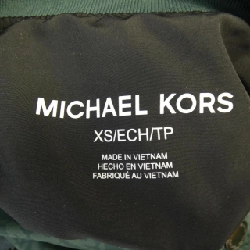 MICHAEL KORS
XS/ECH/TP
MADE IN VIETNAM
HECHO EN VIETNAM
FABRIQUÉ AU VIETNAM